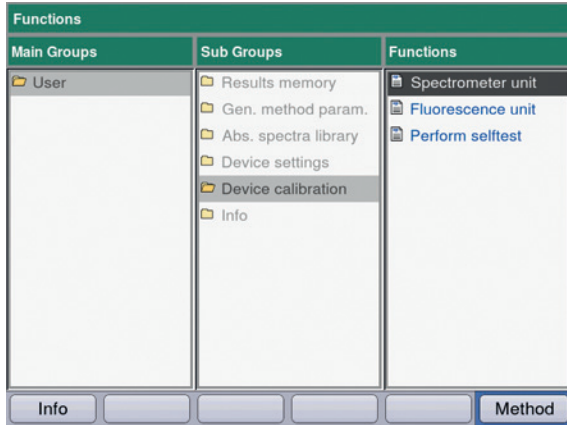 Functions
Main Groups
Sub Groups
Functions
User
Results memory
Gen. method param.
Abs. spectra library
Device settings
Device calibration
Info
Spectrometer unit
Fluorescence unit
Perform selftest
Info
Method